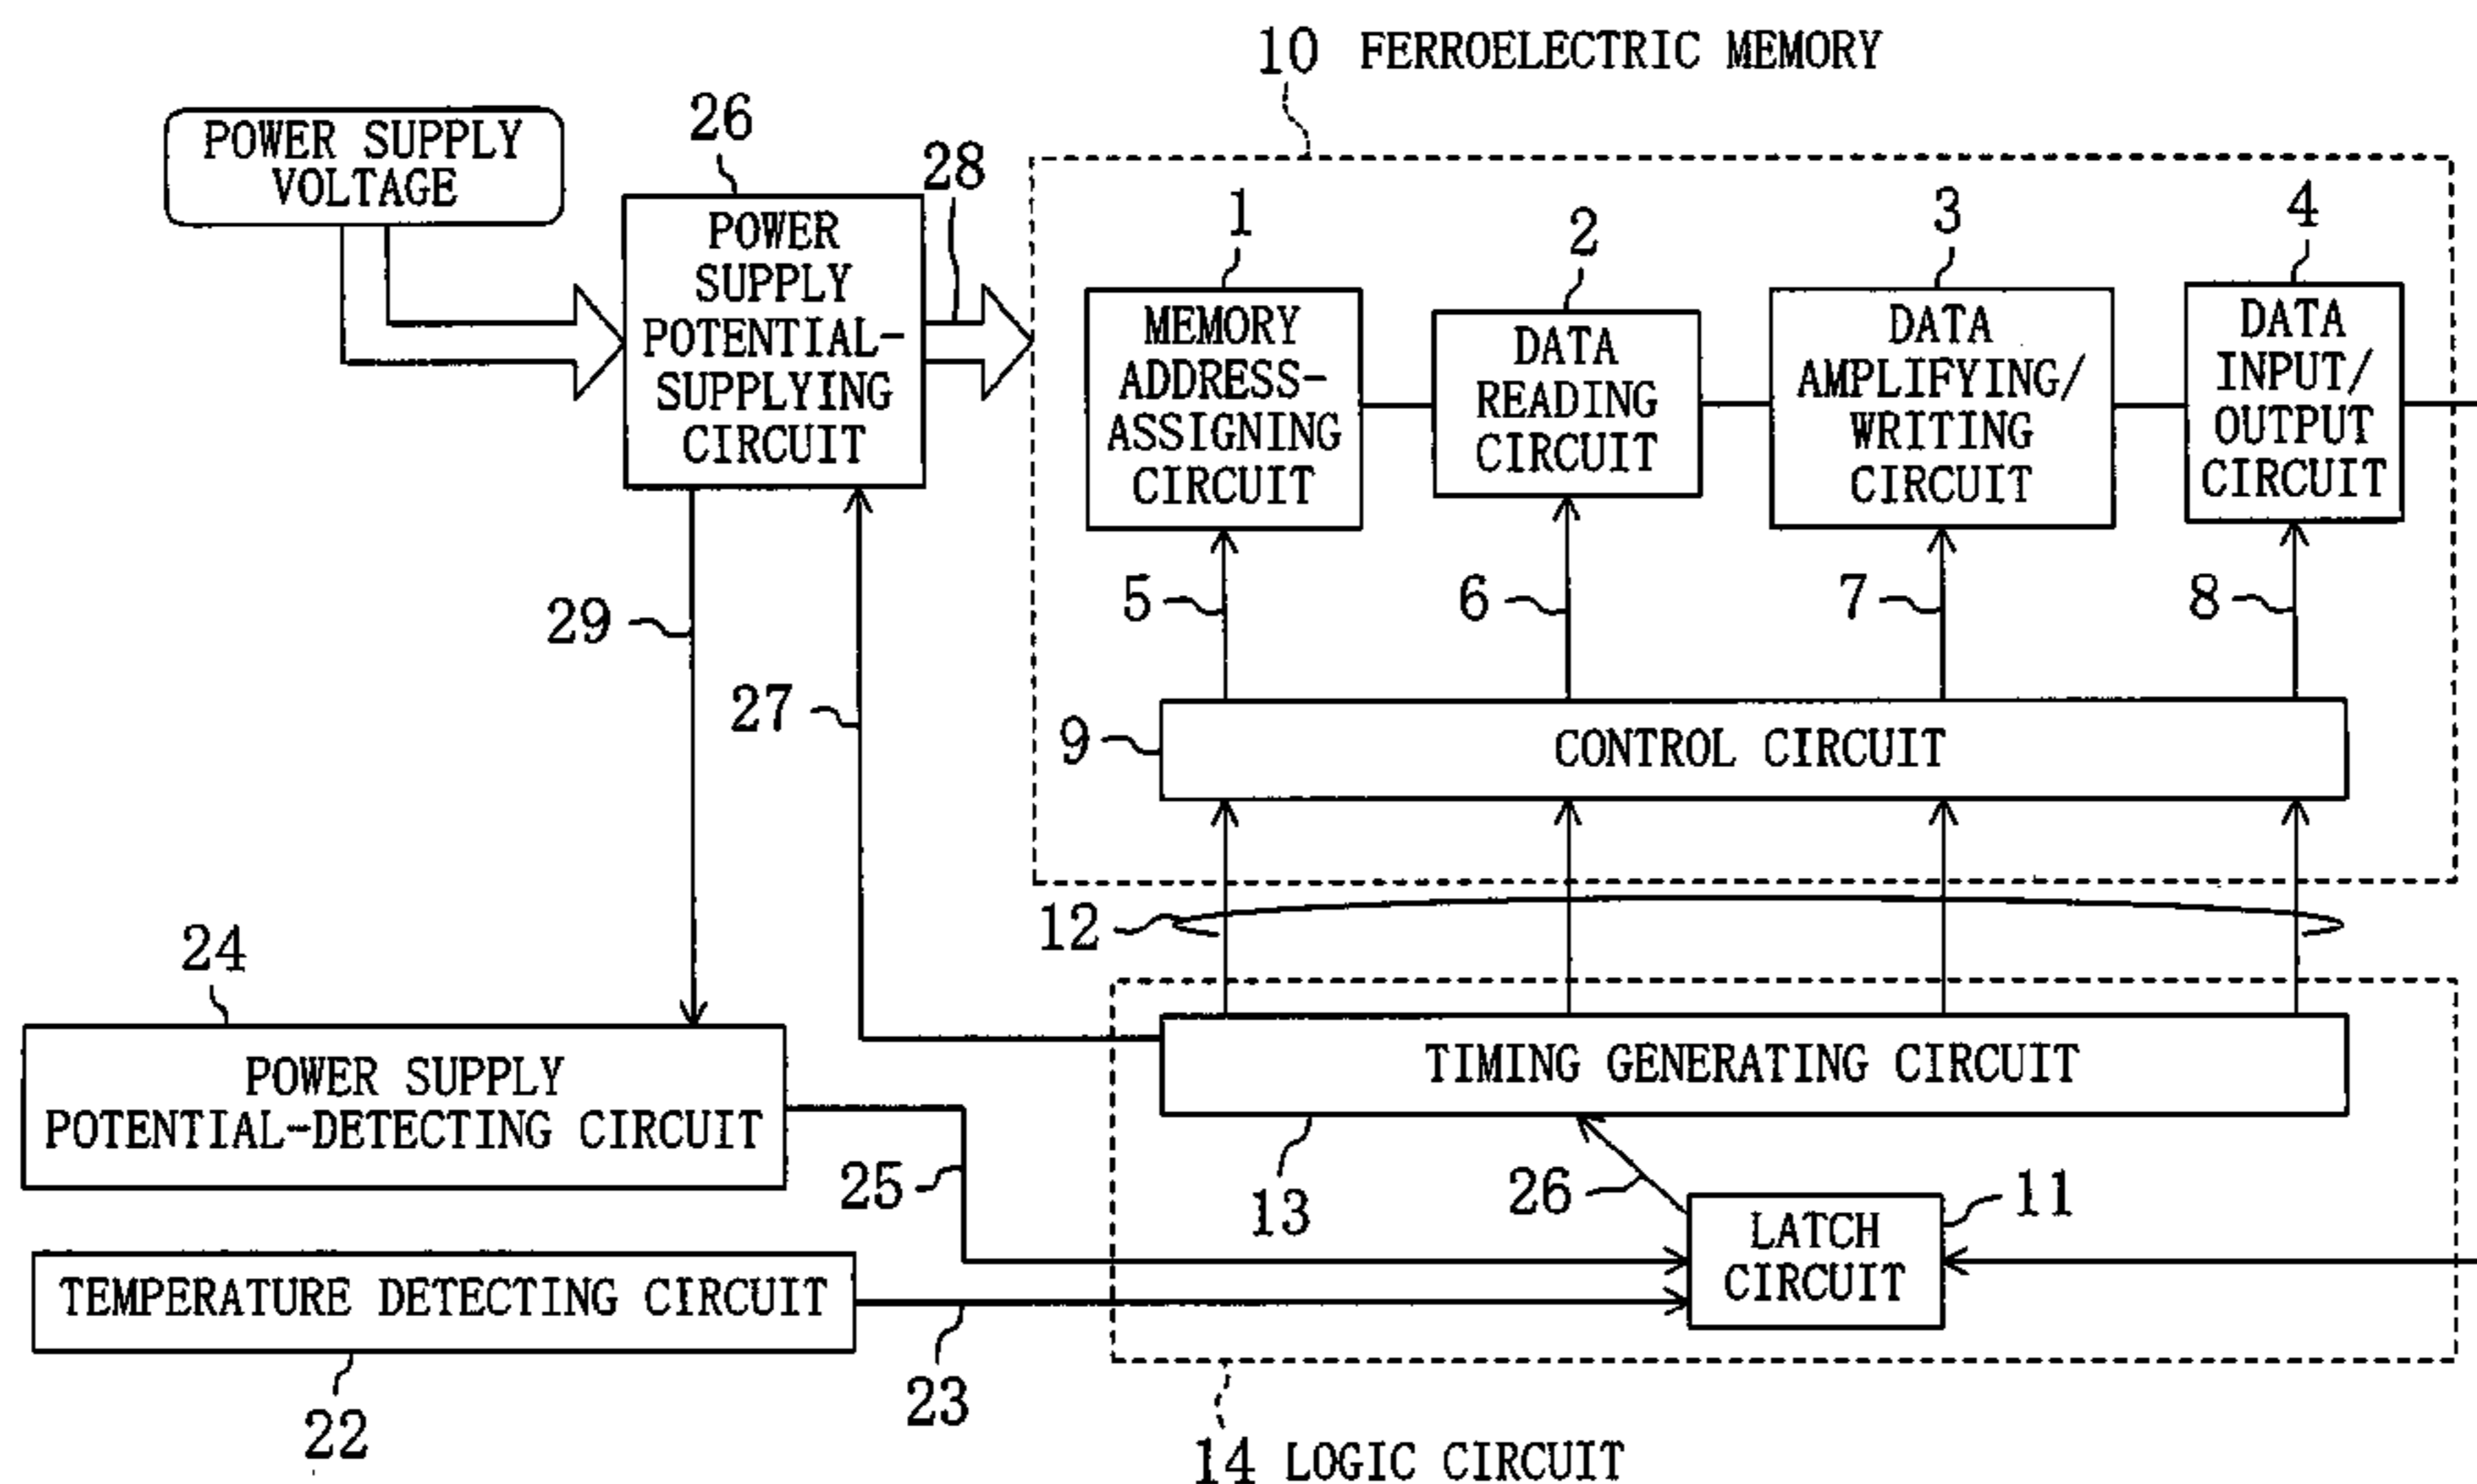 10 FERROELECTRIC MEMORY
POWER SUPPLY
VOLTAGE
26
28
POWER
SUPPLY
POTENTIAL-
SUPPLYING
CIRCUIT
1
2
3
4
MEMORY
ADDRESS-
ASSIGNING
CIRCUIT
DATA
READING
CIRCUIT
DATA
AMPLIFYING/
WRITING
CIRCUIT
DATA
INPUT/
OUTPUT
CIRCUIT
5
6
7
8
29
27
9
CONTROL CIRCUIT
12
24
POWER SUPPLY
POTENTIAL-DETECTING CIRCUIT
TIMING GENERATING CIRCUIT
25
13
26
11
LATCH
CIRCUIT
TEMPERATURE DETECTING CIRCUIT
22
23
14 LOGIC CIRCUIT